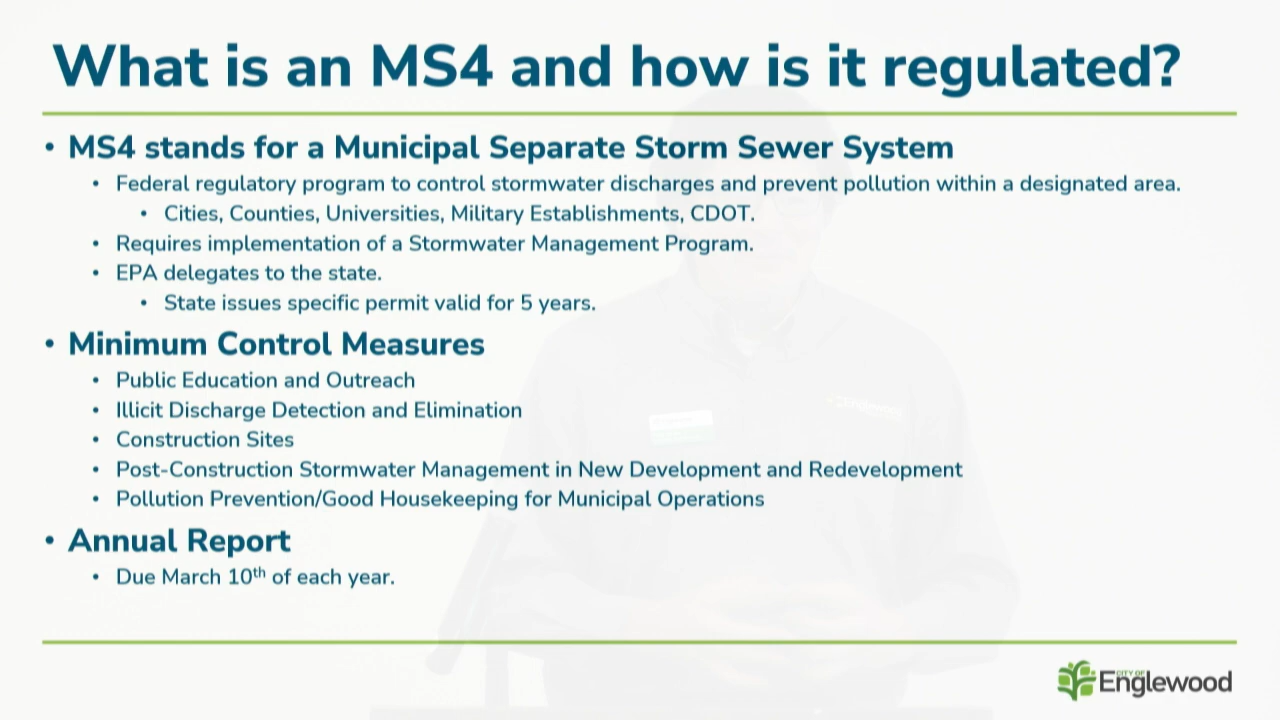 What is an MS4 and how is it regulated?
• MS4 stands for a Municipal Separate Storm Sewer System
• Federal regulatory program to control stormwater discharges and prevent pollution within a designated area.
• Cities, Counties, Universities, Military Establishments, CDOT.
• Requires implementation of a Stormwater Management Program.
• EPA delegates to the state.
• State issues specific permit valid for 5 years.
• Minimum Control Measures
• Public Education and Outreach
• Illicit Discharge Detection and Elimination
• Construction Sites
• Post-Construction Stormwater Management in New Development and Redevelopment
• Pollution Prevention/Good Housekeeping for Municipal Operations
• Annual Report
• Due March 10th of each year.
CITY OF
Englewood